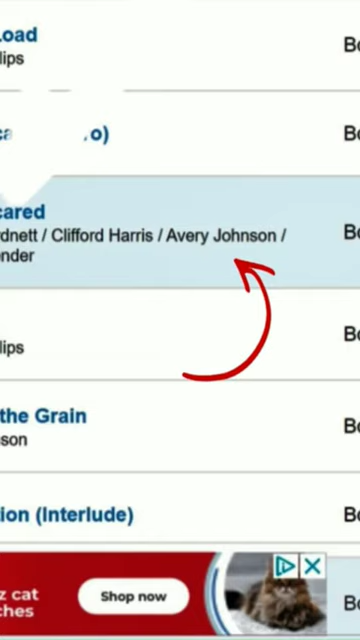 oad
lips
Bo
o)
Bo
cared
dnett / Clifford Harris / Avery Johnson /
nder
Bo
lips
Bo
the Grain
son
Bo
ion (Interlude)
Bo
z cat
ches
Shop now
Bo